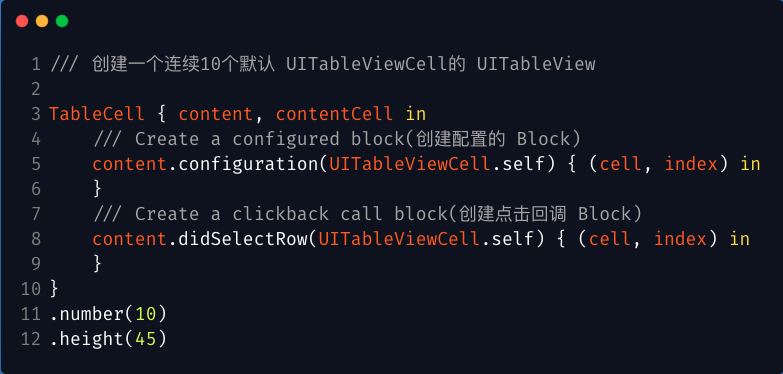 1 /// 创建一个连续10个默认 UITableViewCell的 UITableView
2
3 TableCell { content, contentCell in
4     /// Create a configured block(创建配置的 Block)
5     content.configuration(UITableViewCell.self) { (cell, index) in
6     }
7     /// Create a clickback call block(创建点击回调 Block)
8     content.didSelectRow(UITableViewCell.self) { (cell, index) in
9     }
10 }
11 .number(10)
12 .height(45)